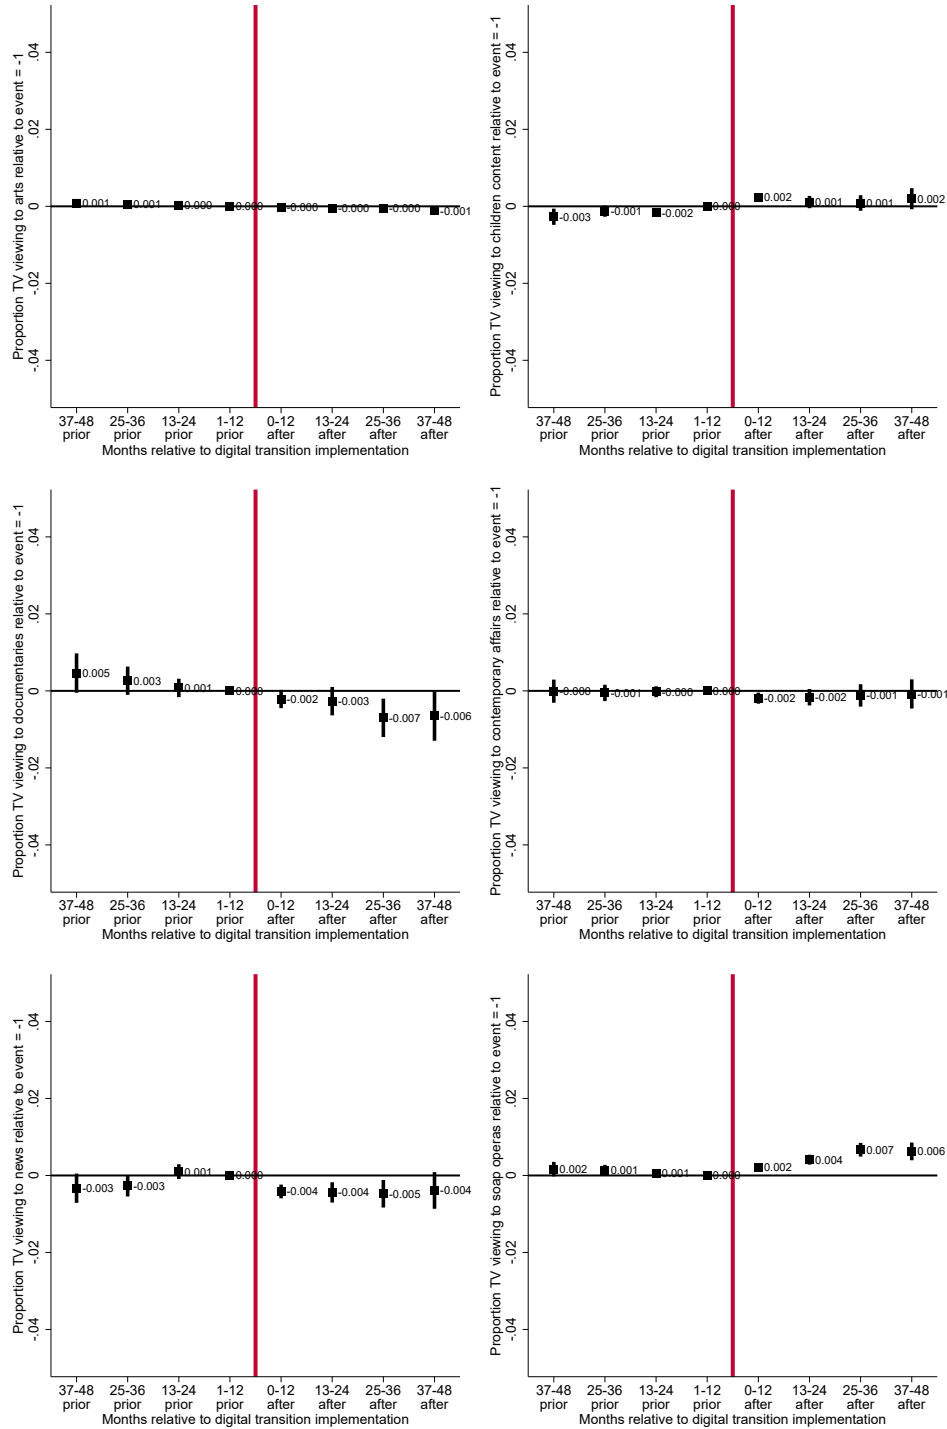 Proportion TV viewing to arts relative to event = -1
.04
.02
0
-.02
-.04
0.001
0.001
0.000
0.000
-0.000
-0.000
-0.000
-0.001
37-48 prior
25-36 prior
13-24 prior
1-12 prior
0-12 after
13-24 after
25-36 after
37-48 after
Months relative to digital transition implementation
Proportion TV viewing to children content relative to event = -1
.04
.02
0
-.02
-.04
-0.003
-0.001
-0.002
0.000
0.002
0.001
0.001
0.002
37-48 prior
25-36 prior
13-24 prior
1-12 prior
0-12 after
13-24 after
25-36 after
37-48 after
Months relative to digital transition implementation
Proportion TV viewing to documentaries relative to event = -1
.04
.02
0
-.02
-.04
0.005
0.003
0.001
0.000
-0.002
-0.003
-0.007
-0.006
37-48 prior
25-36 prior
13-24 prior
1-12 prior
0-12 after
13-24 after
25-36 after
37-48 after
Months relative to digital transition implementation
Proportion TV viewing to contemporary affairs relative to event = -1
.04
.02
0
-.02
-.04
-0.000
-0.001
-0.000
0.000
-0.002
-0.002
-0.001
-0.001
37-48 prior
25-36 prior
13-24 prior
1-12 prior
0-12 after
13-24 after
25-36 after
37-48 after
Months relative to digital transition implementation
Proportion TV viewing to news relative to event = -1
.04
.02
0
-.02
-.04
-0.003
-0.003
0.001
0.000
-0.004
-0.004
-0.005
-0.004
37-48 prior
25-36 prior
13-24 prior
1-12 prior
0-12 after
13-24 after
25-36 after
37-48 after
Months relative to digital transition implementation
Proportion TV viewing to soap operas relative to event = -1
.04
.02
0
-.02
-.04
0.002
0.001
0.001
0.000
0.002
0.004
0.007
0.006
37-48 prior
25-36 prior
13-24 prior
1-12 prior
0-12 after
13-24 after
25-36 after
37-48 after
Months relative to digital transition implementation